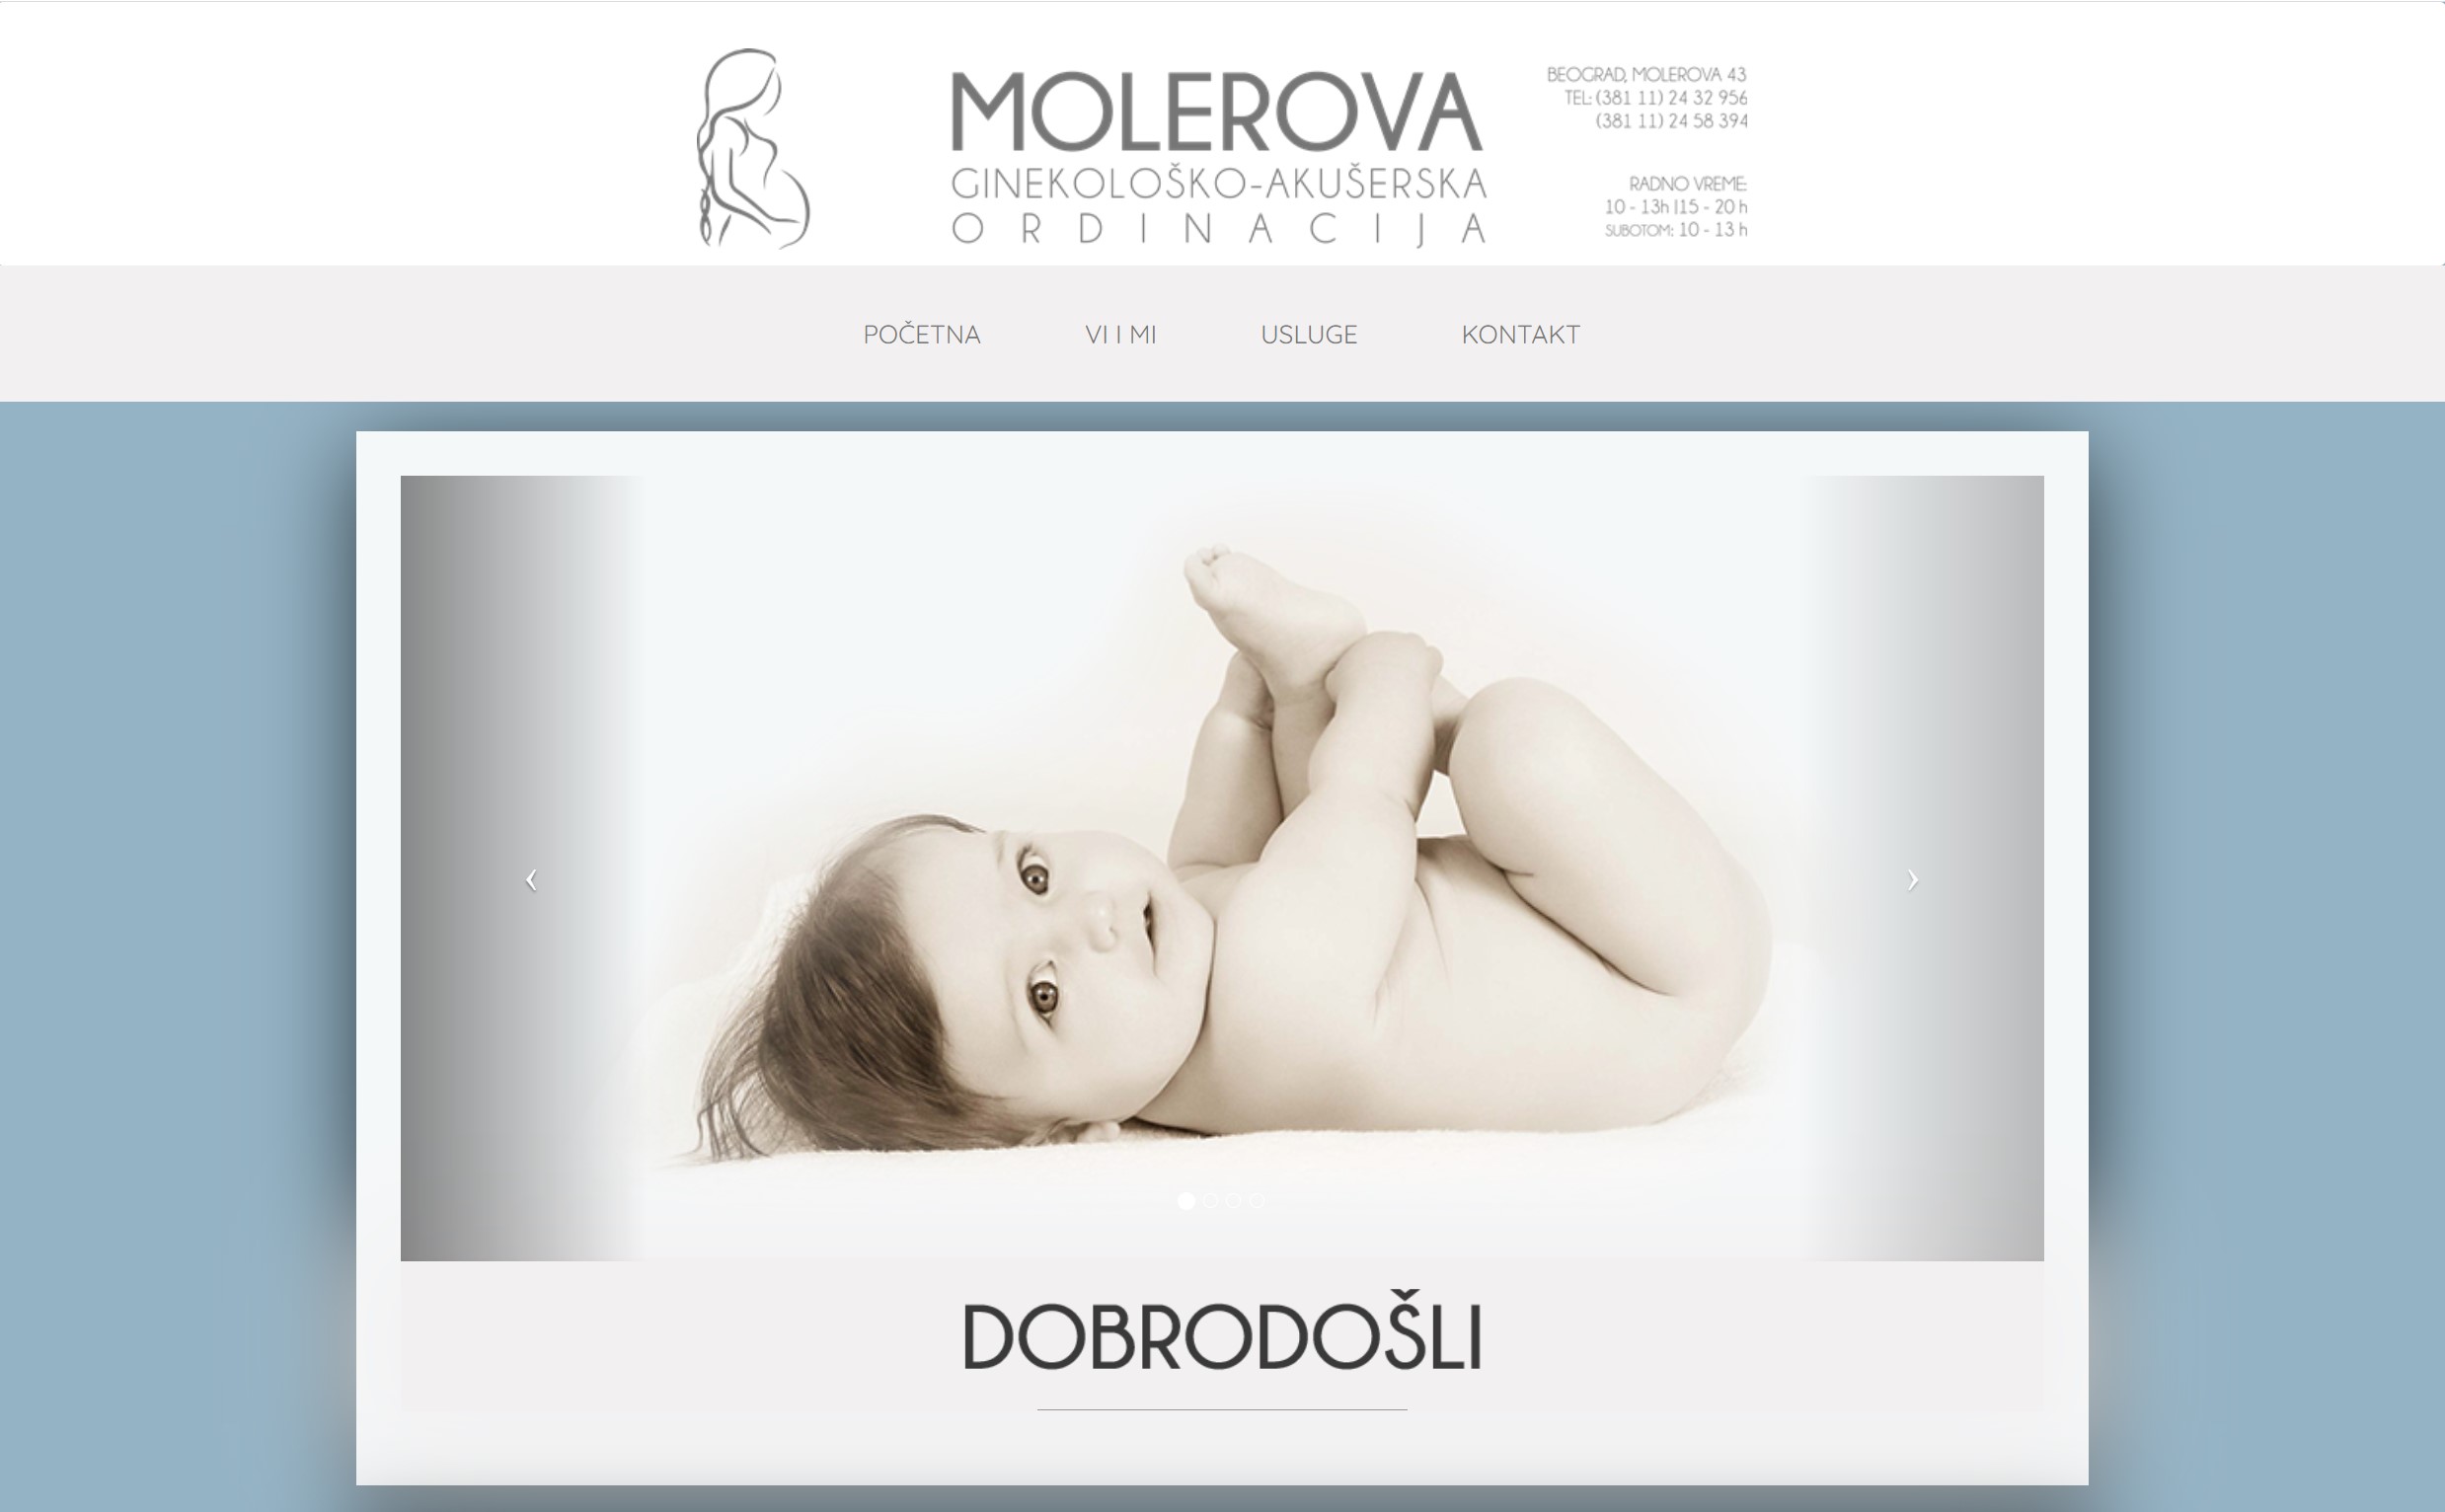 MOLEROVA
GINEKOLOŠKO-AKUŠERSKA
ORDINACIJA
BEOGRAD, MOLEROVA 43
TEL: (381 11) 24 32 956
(381 11) 24 58 394
RADNO VREME:
10 - 13h |15 - 20 h
SUBOTOM: 10 - 13 h
POČETNA VI I MI USLUGE KONTAKT
DOBRODOŠLI